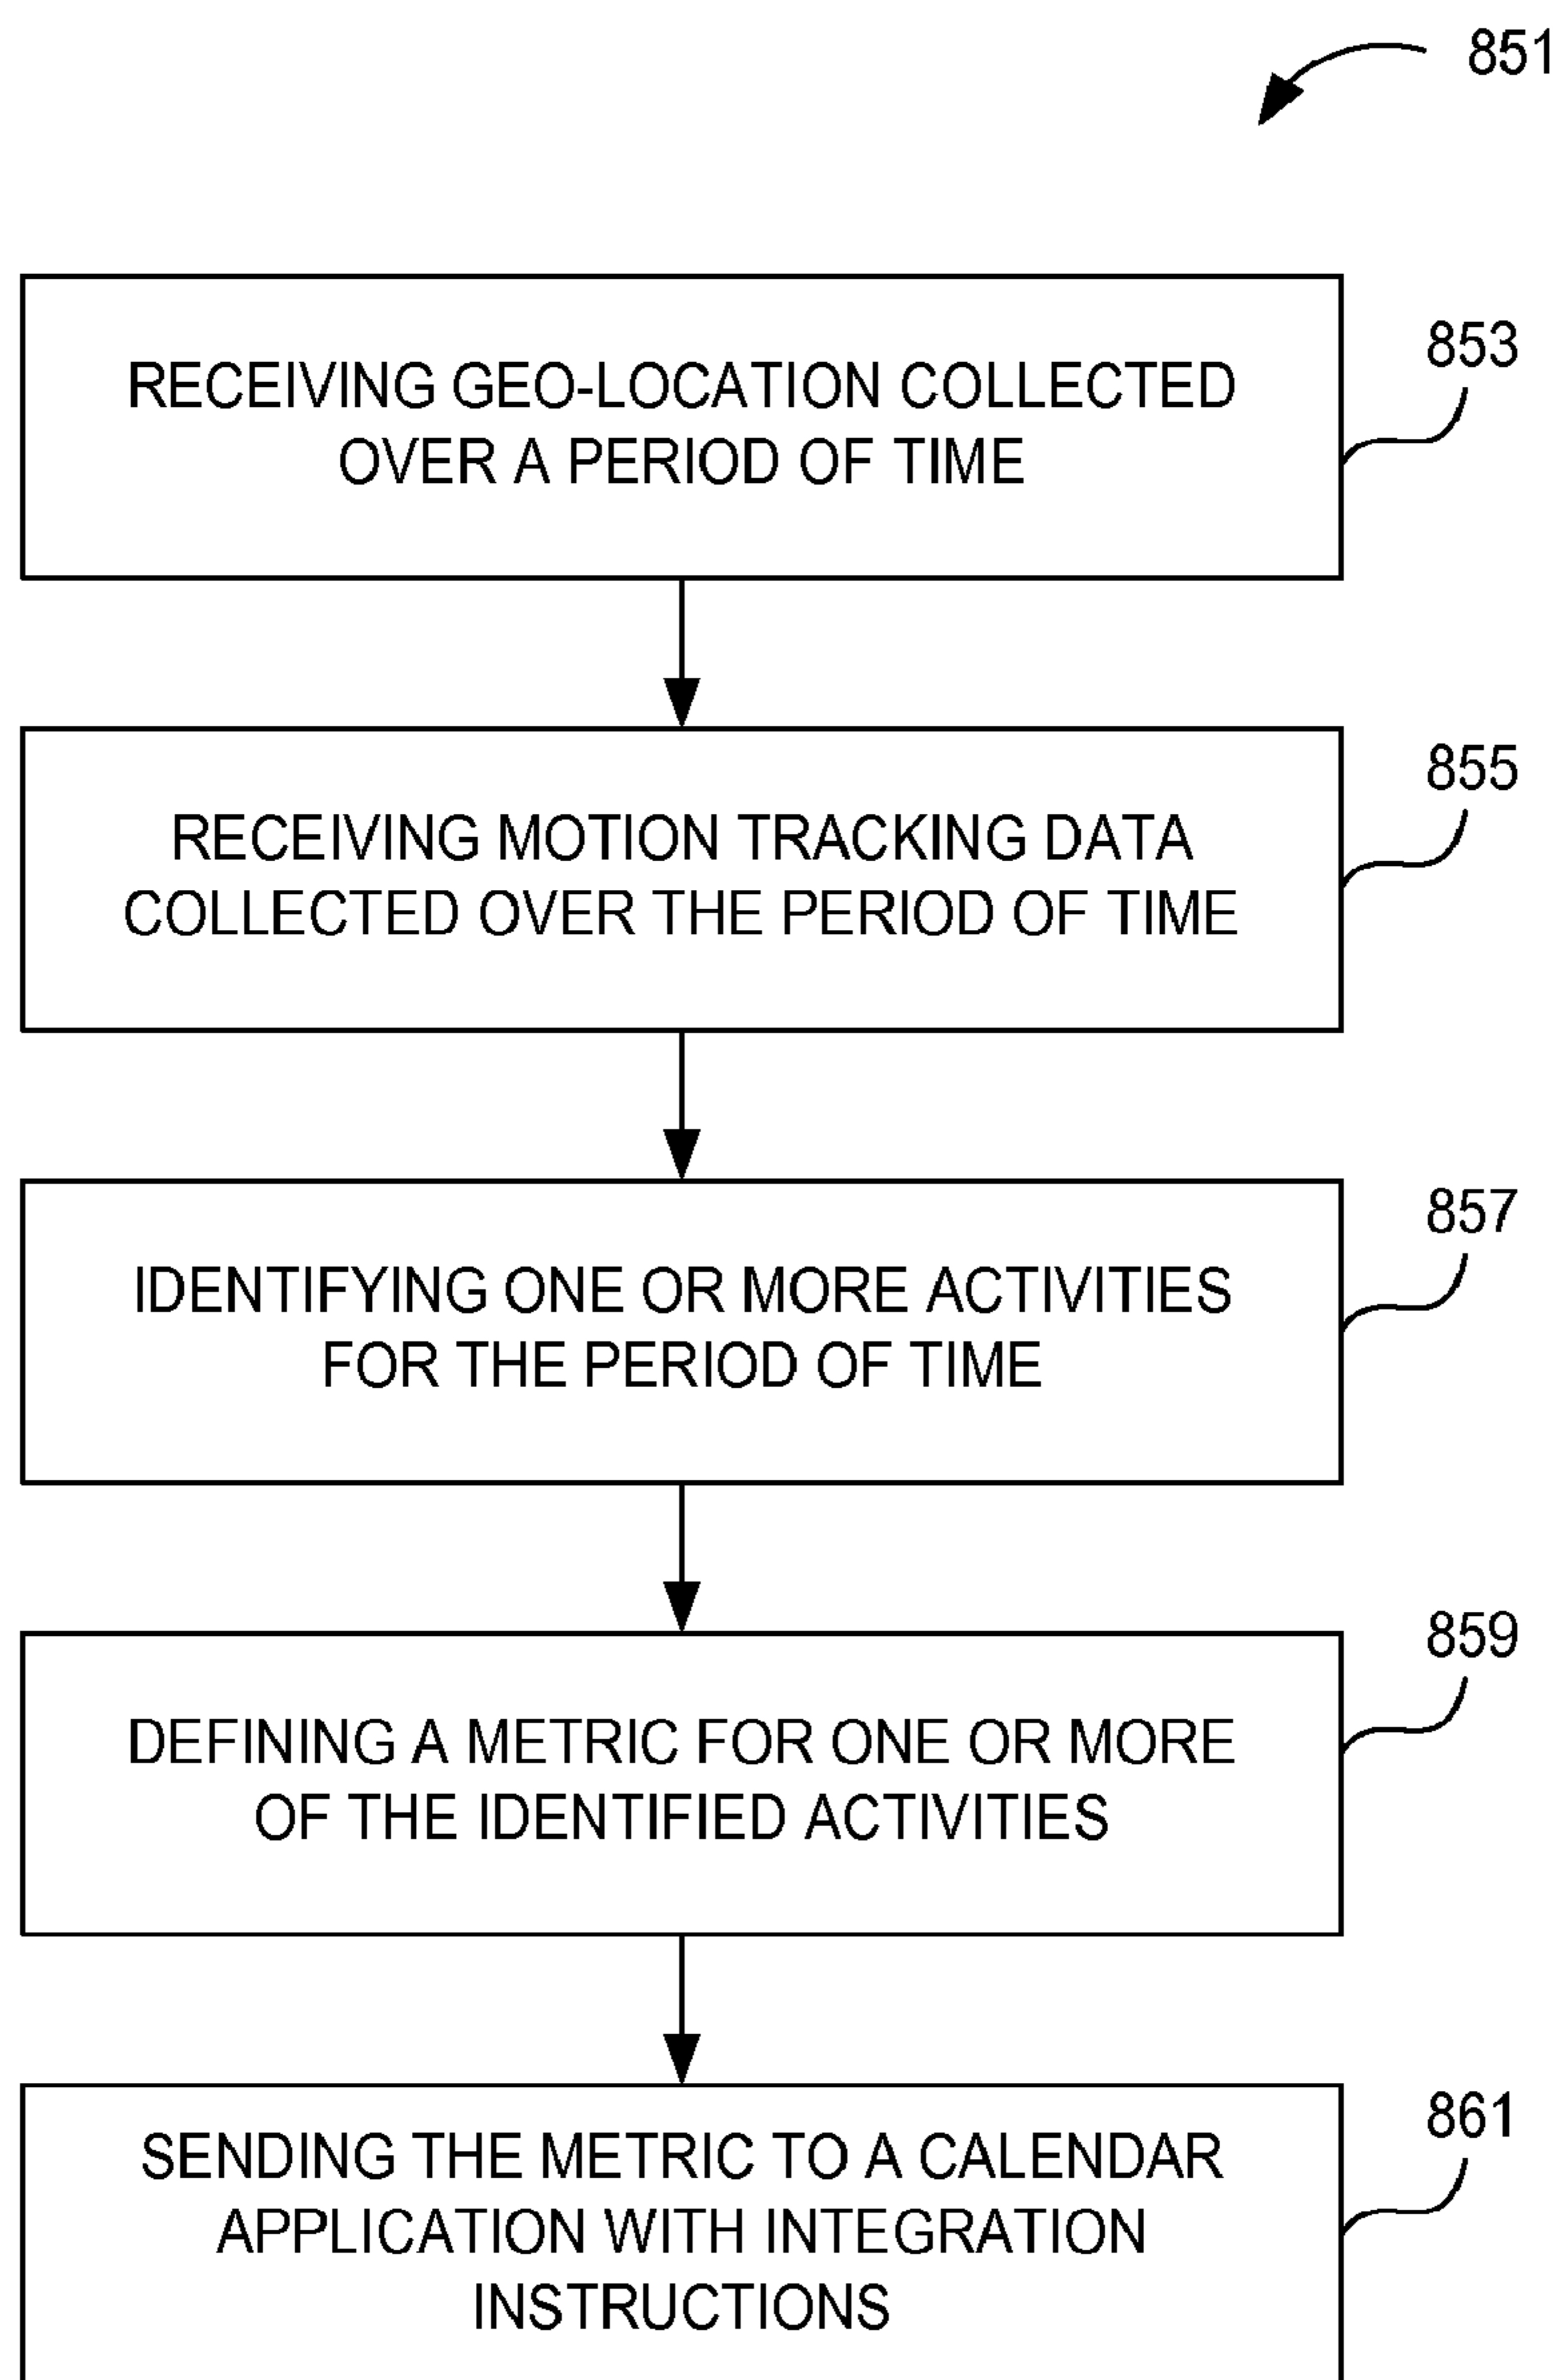 851
RECEIVING GEO-LOCATION COLLECTED
OVER A PERIOD OF TIME
853
RECEIVING MOTION TRACKING DATA
COLLECTED OVER THE PERIOD OF TIME
855
IDENTIFYING ONE OR MORE ACTIVITIES
FOR THE PERIOD OF TIME
857
DEFINING A METRIC FOR ONE OR MORE
OF THE IDENTIFIED ACTIVITIES
859
SENDING THE METRIC TO A CALENDAR
APPLICATION WITH INTEGRATION
INSTRUCTIONS
861